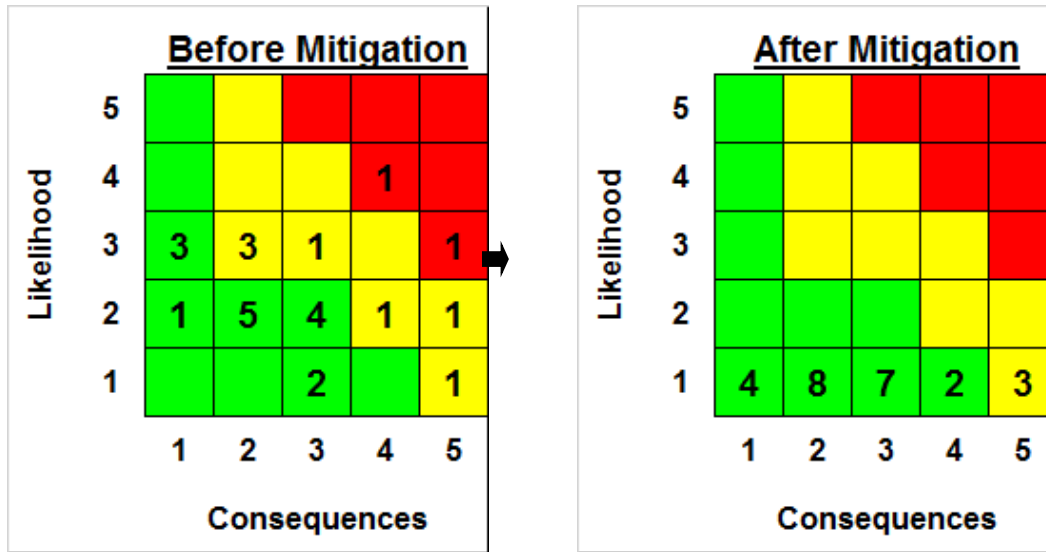 Before Mitigation
5
4 1
3 3 3 1 1
2 1 5 4 1 1
1 2 1
1 2 3 4 5
Likelihood
Consequences
After Mitigation
5
4
3
2
1 4 8 7 2 3
1 2 3 4 5
Likelihood
Consequences